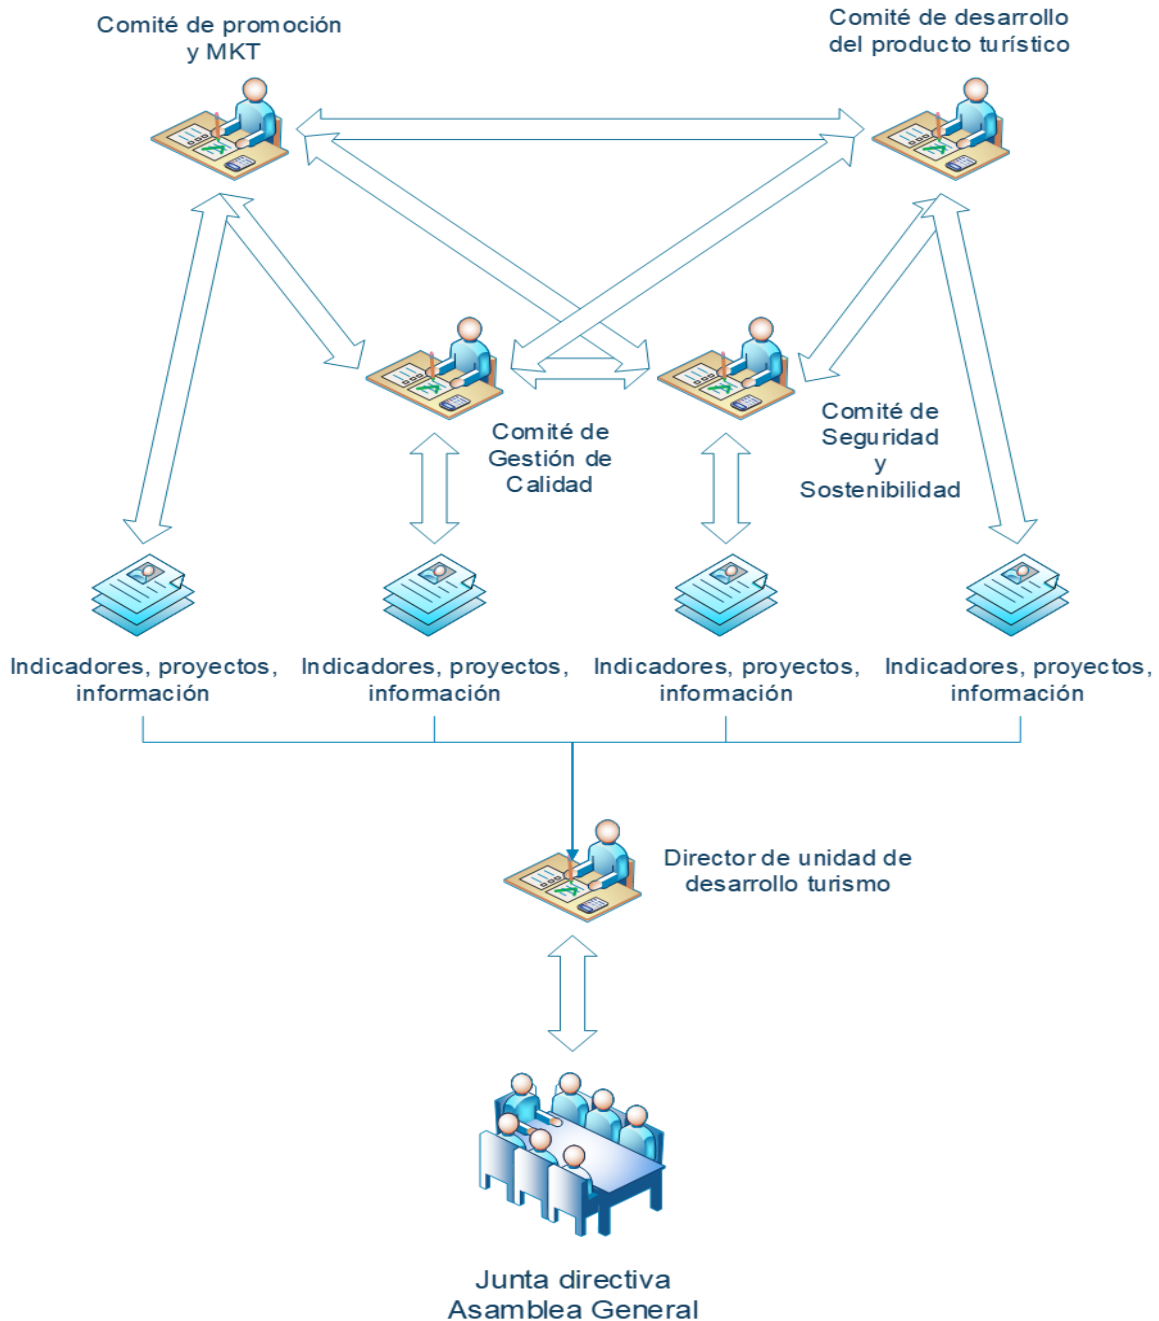 Comité de promoción
y MKT
Comité de desarrollo
del producto turístico
Comité de
Gestión de
Calidad
Comité de
Seguridad
y
Sostenibilidad
Indicadores, proyectos,
información
Indicadores, proyectos,
información
Indicadores, proyectos,
información
Indicadores, proyectos,
información
Director de unidad de
desarrollo turismo
Junta directiva
Asamblea General